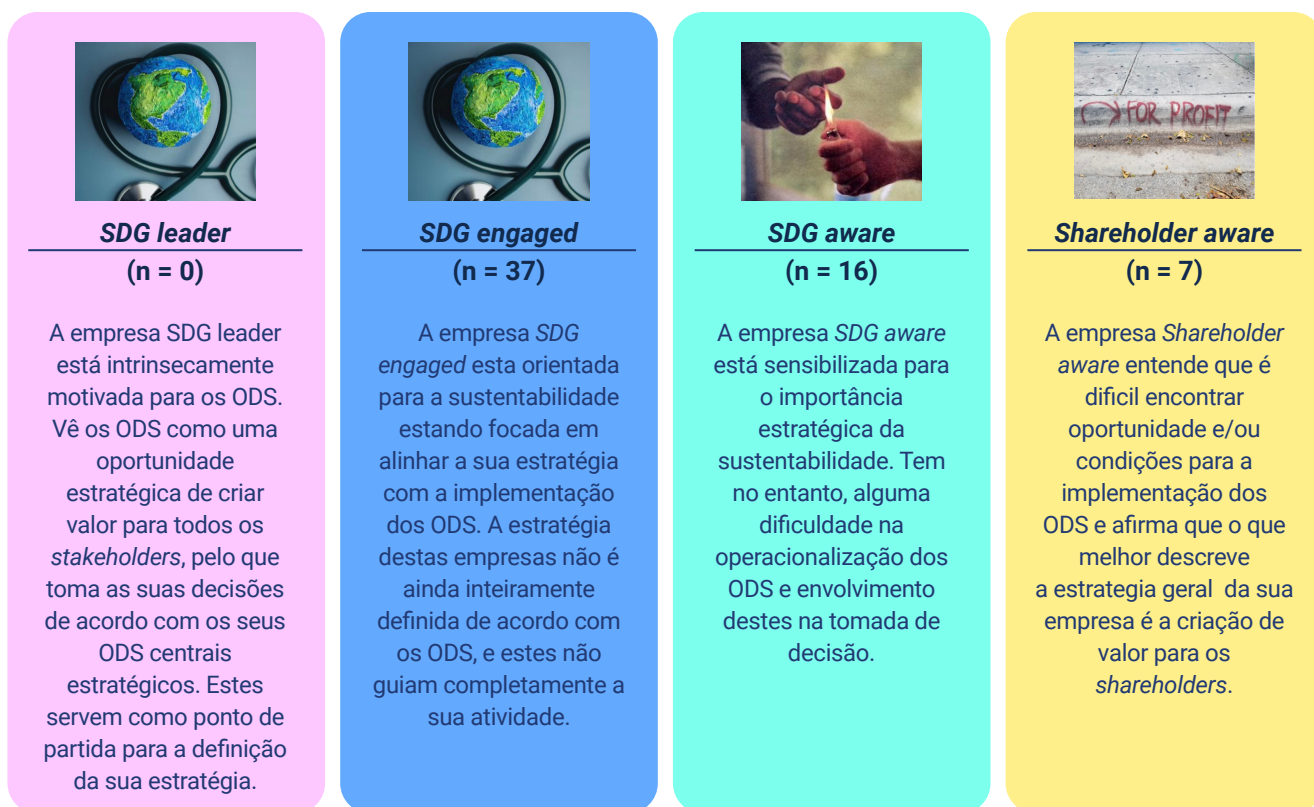 SDG leader
(n = 0)
A empresa SDG leader
está intrinsecamente
motivada para os ODS.
Vê os ODS como uma
oportunidade
estratégica de criar
valor para todos os
stakeholders, pelo que
toma as suas decisões
de acordo com os seus
ODS centrais
estratégicos. Estes
servem como ponto de
partida para a definição
da sua estratégia.
SDG engaged
(n = 37)
A empresa SDG
engaged esta orientada
para a sustentabilidade
estando focada em
alinhar a sua estratégia
com a implementação
dos ODS. A estratégia
destas empresas não é
ainda inteiramente
definida de acordo com
os ODS, e estes não
guiam completamente a
sua atividade.
SDG aware
(n = 16)
A empresa SDG aware
está sensibilizada para
o importância
estratégica da
sustentabilidade. Tem
no entanto, alguma
dificuldade na
operacionalização dos
ODS e envolvimento
destes na tomada de
decisão.
FOR PROFIT
Shareholder aware
(n = 7)
A empresa Shareholder
aware entende que é
dificil encontrar
oportunidade e/ou
condições para a
implementação dos
ODS e afirma que o que
melhor descreve
a estrategia geral da sua
empresa é a criação de
valor para os
shareholders.